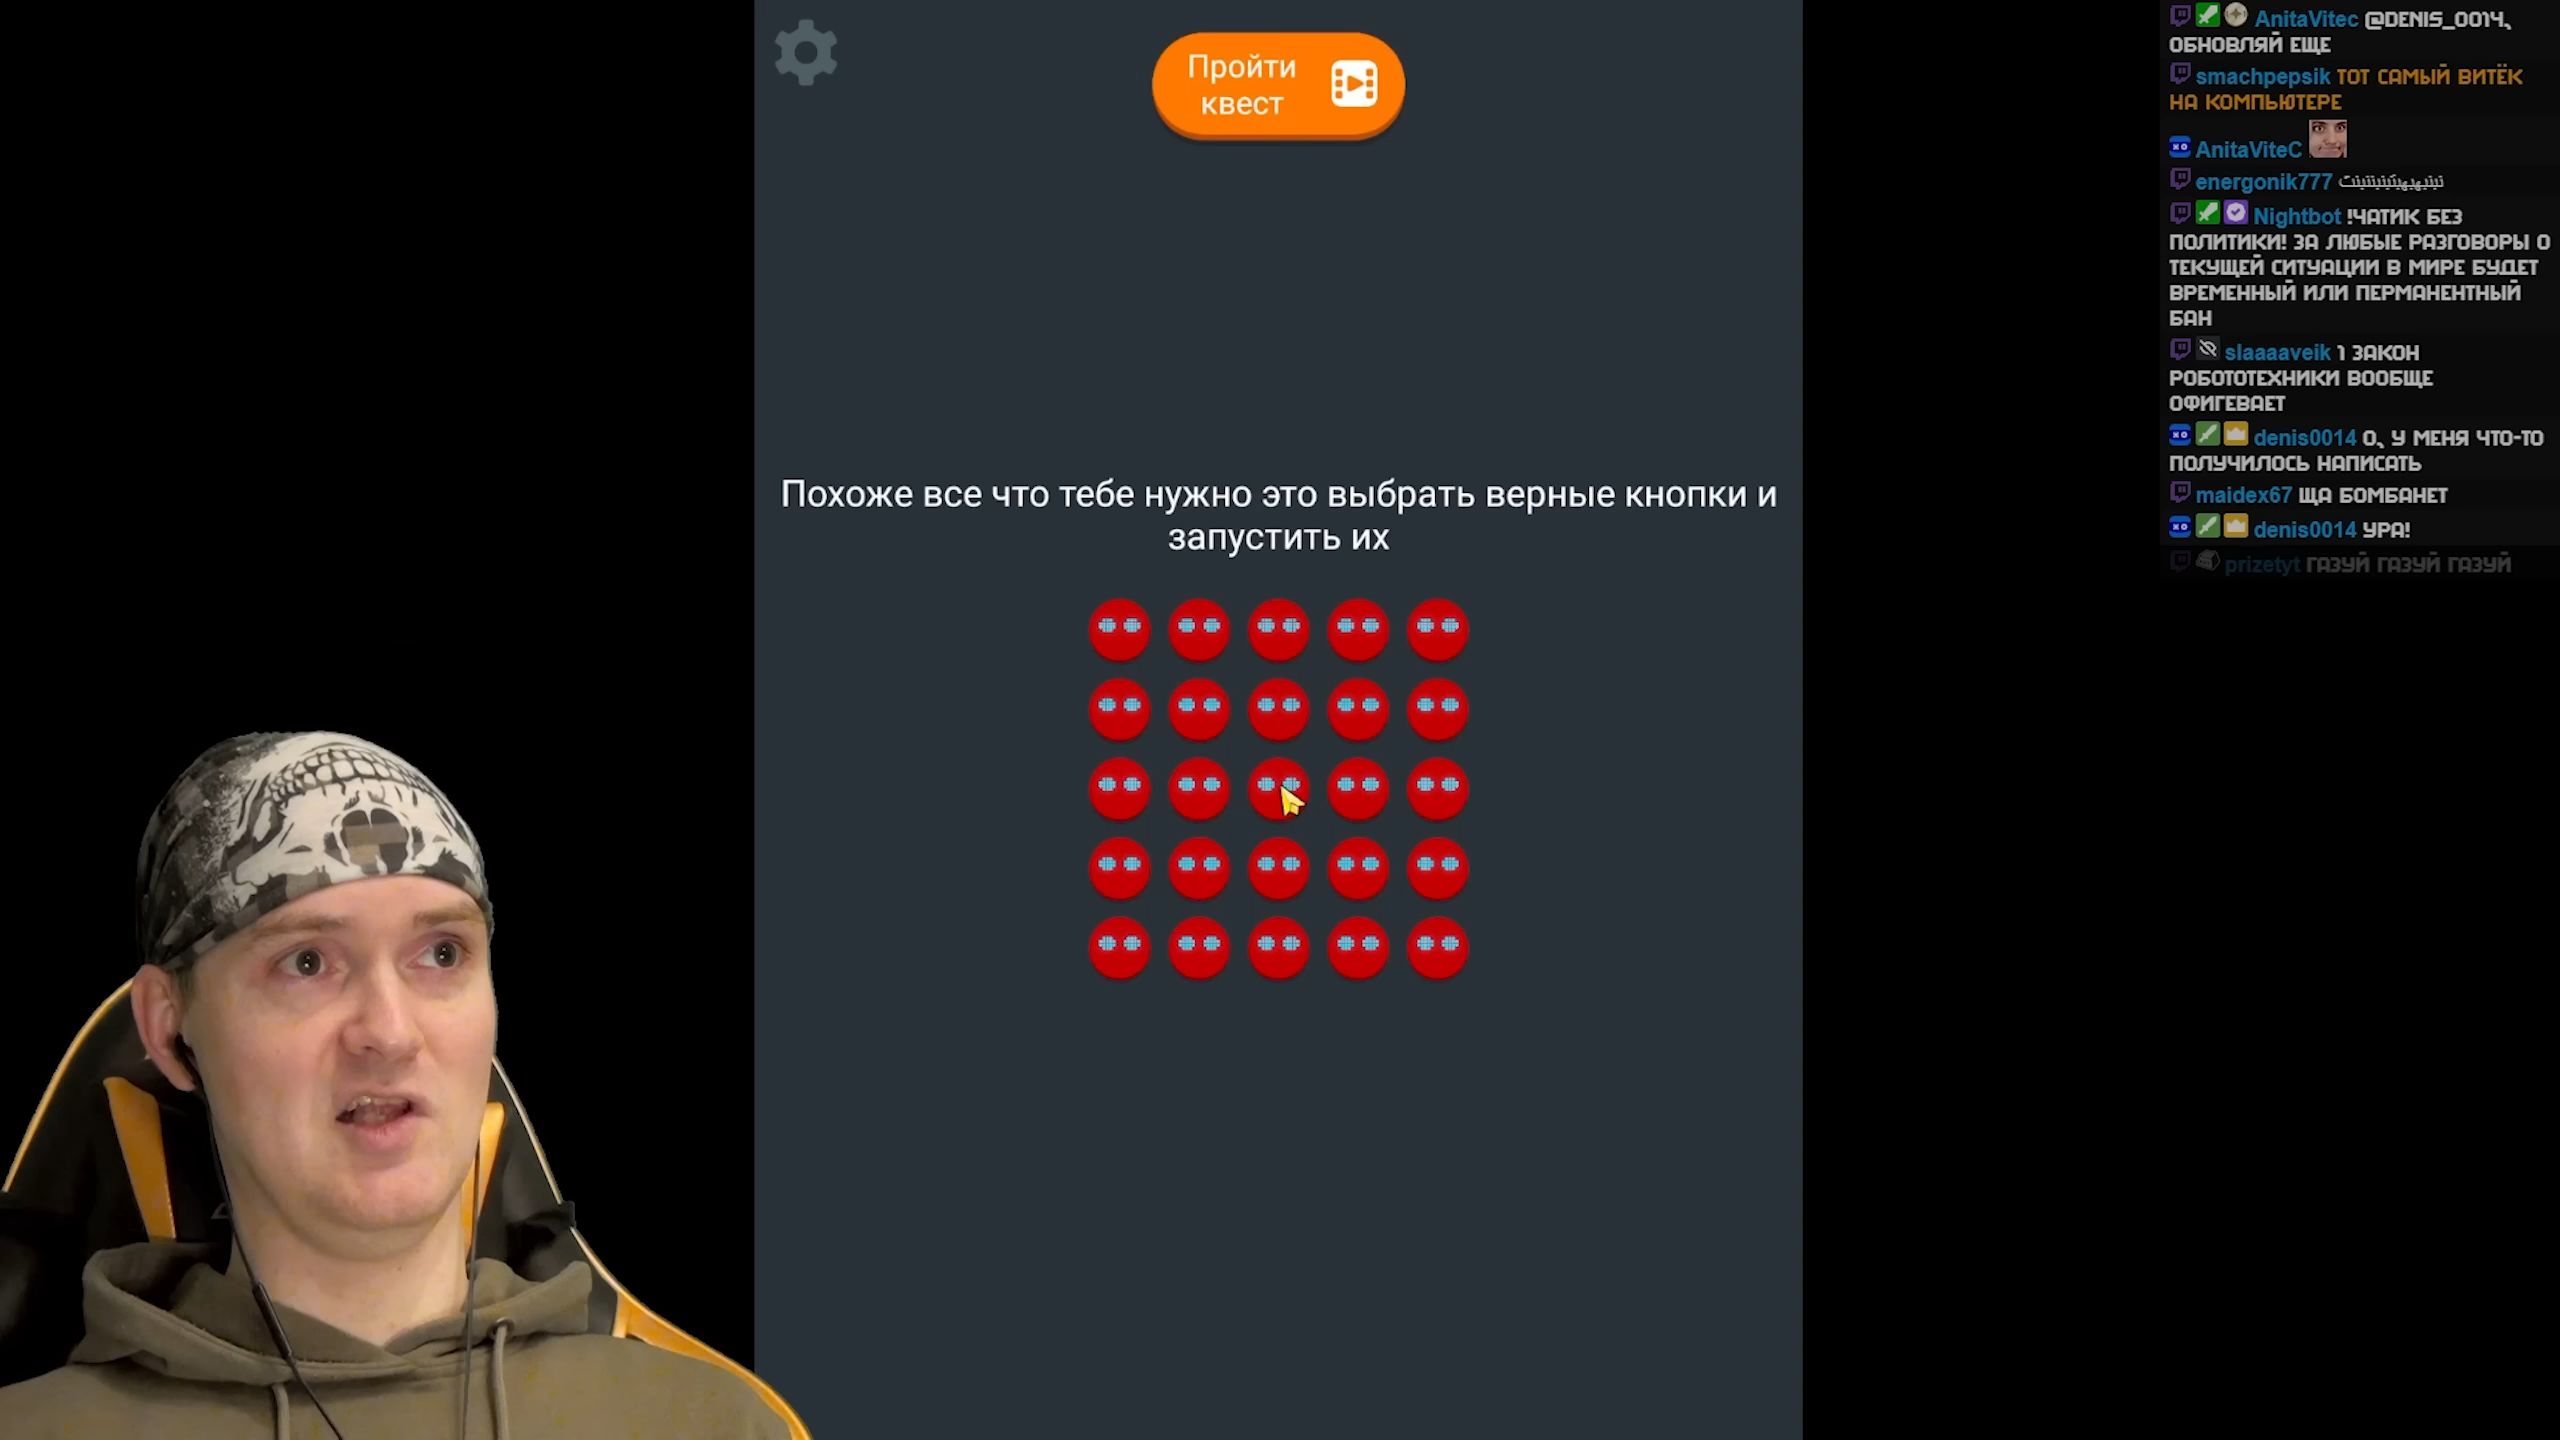 Пройти
квест
Похоже все что тебе нужно это выбрать верные кнопки и
запустить их
AnitaVitec @DENIS_0014,
ОБНОВЛЯЙ ЕЩЕ
smachpepsik ТОТ САМЫЙ ВИТЁК
НА КОМПЬЮТЕРЕ
AnitaViteC
energonik777
Nightbot !ЧАТИК БЕЗ
ПОЛИТИКИ! ЗА ЛЮБЫЕ РАЗГОВОРЫ О
ТЕКУЩЕЙ СИТУАЦИИ В МИРЕ БУДЕТ
ВРЕМЕННЫЙ ИЛИ ПЕРМАНЕНТНЫЙ
БАН
slaaaaveik 1 ЗАКОН
РОБОТОТЕХНИКИ ВООБЩЕ
ОФИГЕВАЕТ
denis0014 О, У МЕНЯ ЧТО-ТО
ПОЛУЧИЛОСЬ НАПИСАТЬ
maidex67 ЩА БОМБАНЕТ
denis0014 УРА!
prizetyt ГАЗУЙ ГАЗУЙ ГАЗУЙ